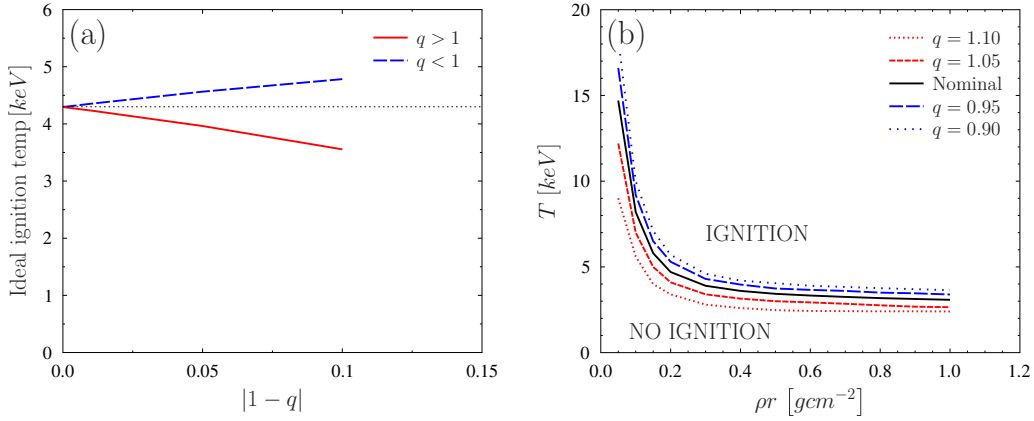 (a)
q > 1
q < 1
Ideal ignition temp [keV]
6
5
4
3
2
1
0
0.0 0.05 0.1 0.15
|1 − q|
(b)
q = 1.10
q = 1.05
Nominal
q = 0.95
q = 0.90
T [keV]
20
15
10
5
0
IGNITION
NO IGNITION
0.0 0.2 0.4 0.6 0.8 1.0 1.2
ρr [gcm⁻²]